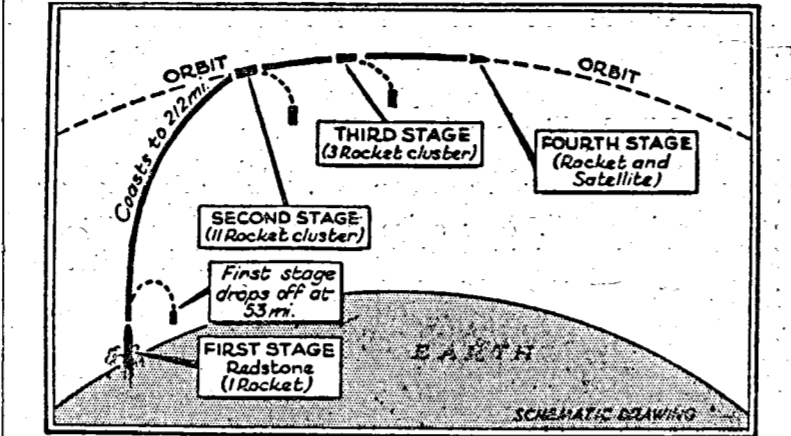 ORBIT
ORBIT
Coasts to 212 mi.
THIRD STAGE
(3 Rocket cluster)
FOURTH STAGE
(Rocket and
Satellite)
SECOND STAGE
(11 Rocket cluster)
First stage
drops off at
53 mi.
FIRST STAGE
Redstone
(1 Rocket)
EARTH
SCHEMATIC DRAWING